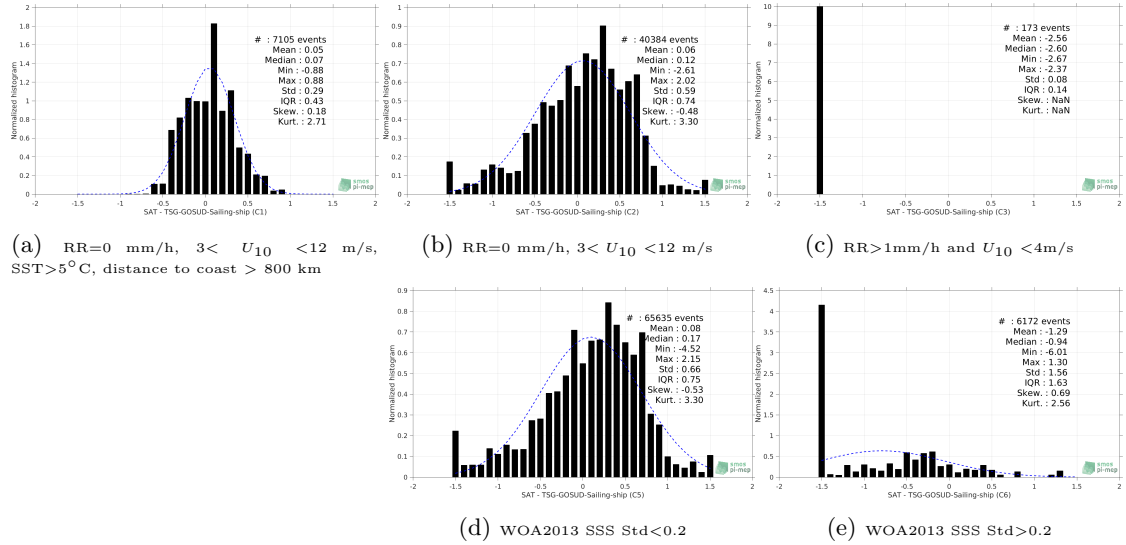 # : 7105 events
Mean : 0.05
Median : 0.07
Min : -0.88
Max : 0.88
Std : 0.29
IQR : 0.43
Skew. : 0.18
Kurt. : 2.71
Normalized histogram
2
1.8
1.6
1.4
1.2
1
0.8
0.6
0.4
0.2
0
-2 -1.5 -1 -0.5 0 0.5 1 1.5 2
smos
pi-mep
SAT - TSG-GOSUD-Sailing-ship (C1)
(a) RR=0 mm/h, 3< U10 <12 m/s,
SST>5°C, distance to coast > 800 km
# : 40384 events
Mean : 0.06
Median : 0.12
Min : -2.61
Max : 2.02
Std : 0.59
IQR : 0.74
Skew. : -0.48
Kurt. : 3.30
Normalized histogram
1
0.9
0.8
0.7
0.6
0.5
0.4
0.3
0.2
0.1
0
-2 -1.5 -1 -0.5 0 0.5 1 1.5 2
smos
pi-mep
SAT - TSG-GOSUD-Sailing-ship (C2)
(b) RR=0 mm/h, 3< U10 <12 m/s
# : 173 events
Mean : -2.56
Median : -2.60
Min : -2.67
Max : -2.37
Std : 0.08
IQR : 0.14
Skew. : NaN
Kurt. : NaN
Normalized histogram
10
9
8
7
6
5
4
3
2
1
0
-2 -1.5 -1 -0.5 0 0.5 1 1.5 2
smos
pi-mep
SAT - TSG-GOSUD-Sailing-ship (C3)
(c) RR>1mm/h and U10 <4m/s
# : 65635 events
Mean : 0.08
Median : 0.17
Min : -4.52
Max : 2.15
Std : 0.66
IQR : 0.75
Skew. : -0.53
Kurt. : 3.30
Normalized histogram
0.9
0.8
0.7
0.6
0.5
0.4
0.3
0.2
0.1
0
-2 -1.5 -1 -0.5 0 0.5 1 1.5 2
smos
pi-mep
SAT - TSG-GOSUD-Sailing-ship (C5)
(d) WOA2013 SSS Std<0.2
# : 6172 events
Mean : -1.29
Median : -0.94
Min : -6.01
Max : 1.30
Std : 1.56
IQR : 1.63
Skew. : 0.69
Kurt. : 2.56
Normalized histogram
4.5
4
3.5
3
2.5
2
1.5
1
0.5
0
-2 -1.5 -1 -0.5 0 0.5 1 1.5 2
smos
pi-mep
SAT - TSG-GOSUD-Sailing-ship (C6)
(e) WOA2013 SSS Std>0.2